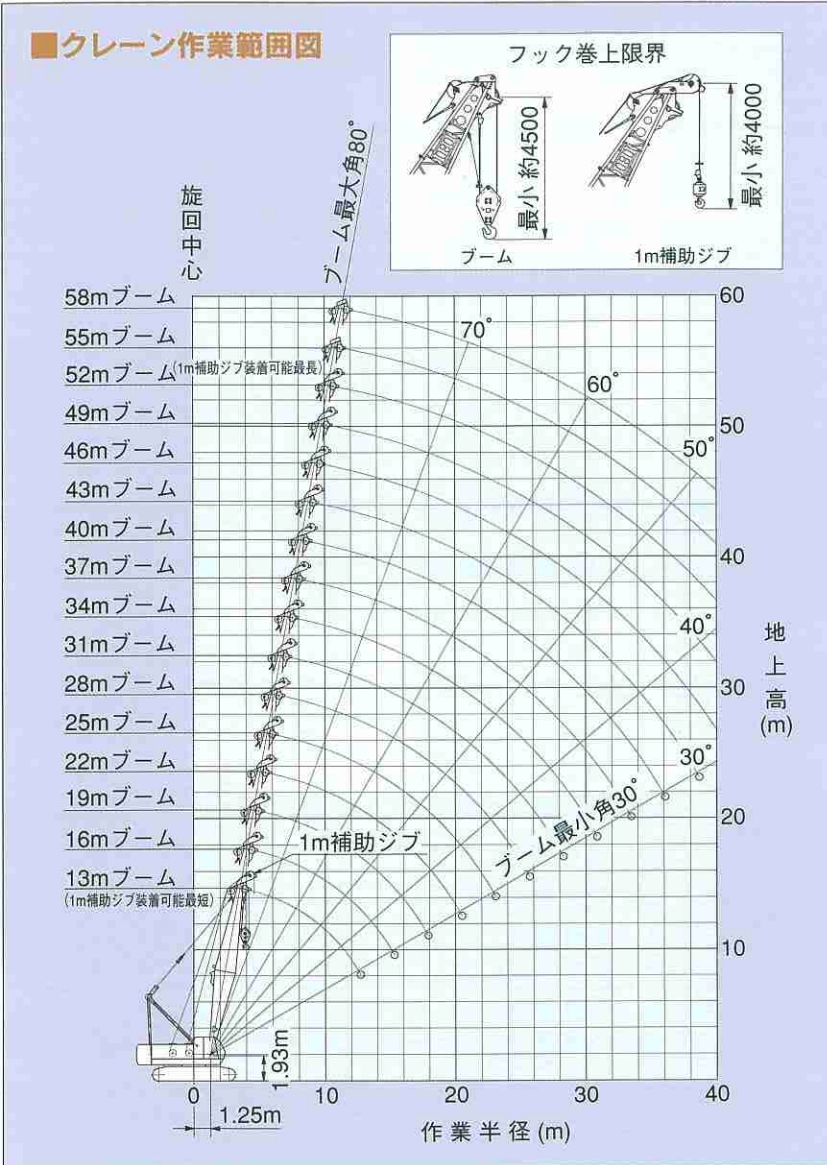 ■クレーン作業範囲図
フック巻上限界
最小 約4500
最小 約4000
ブーム
1m補助ジブ
旋回中心
ブーム最大角80°
58mブーム
55mブーム
52mブーム(1m補助ジブ装着可能最長)
49mブーム
46mブーム
43mブーム
40mブーム
37mブーム
34mブーム
31mブーム
28mブーム
25mブーム
22mブーム
19mブーム
16mブーム
13mブーム
(1m補助ジブ装着可能最短)
70°
60°
50°
40°
30°
ブーム最小角30°
1m補助ジブ
60
50
40
30
20
10
地上高(m)
1.93m
0
10
20
30
40
1.25m
作業半径(m)